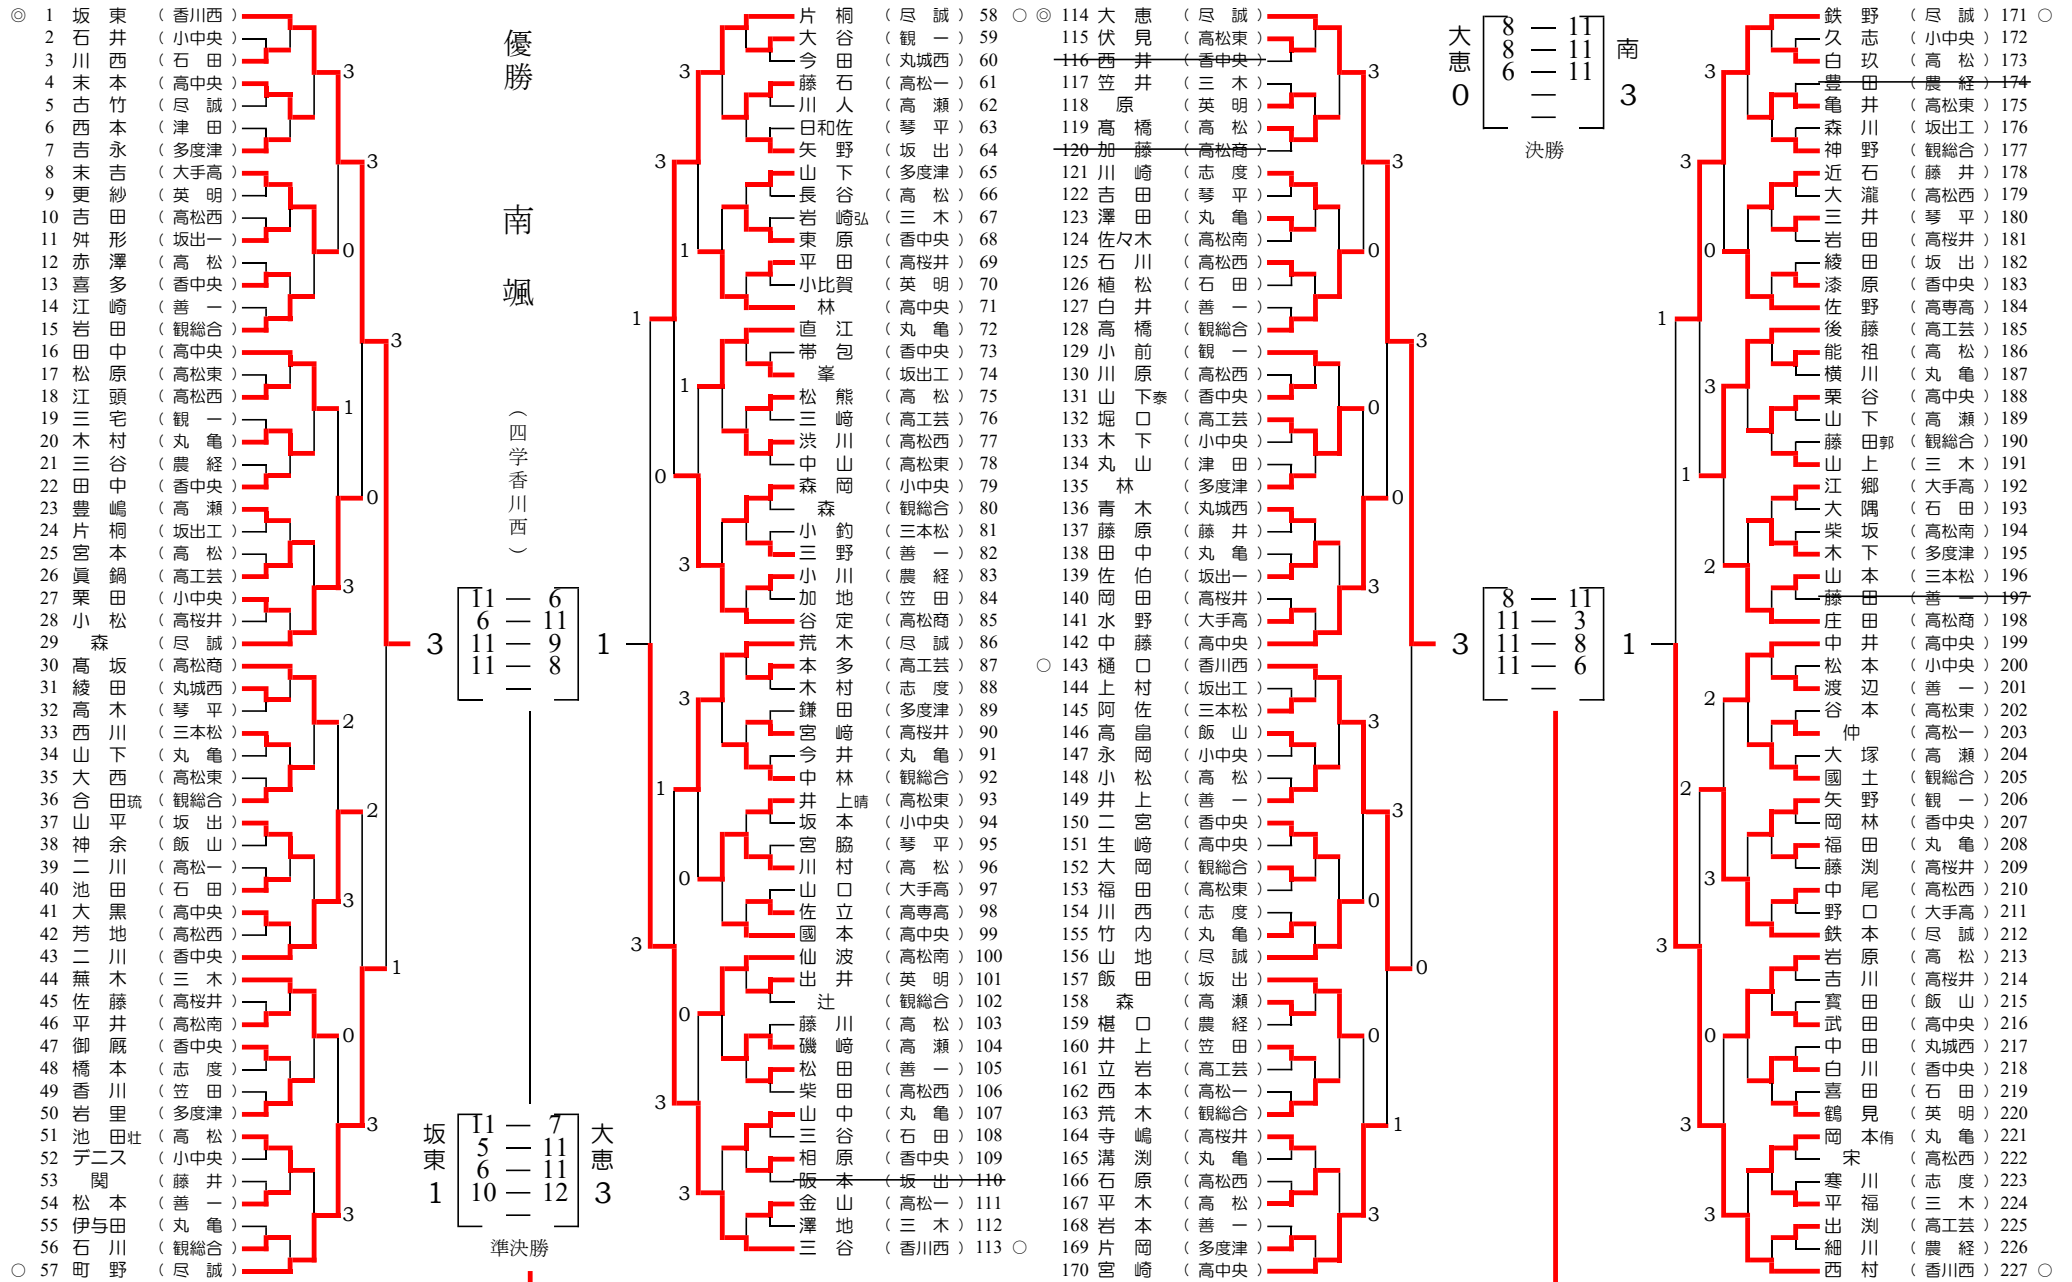 ◎ 1 坂東 (香川西)
2 石井 (小中央)
3 川西 (石田)
4 末本 (高中央)
5 古竹 (尽誠)
6 西本 (津田)
7 吉永 (多度津)
8 末吉 (大手高)
9 更紗 (英明)
10 吉田 (高松西)
11 舛形 (坂出一)
12 赤澤 (高松)
13 喜多 (香中央)
14 江崎 (善一)
15 岩田 (観総合)
16 田中 (高中央)
17 松原 (高松東)
18 江頭 (高松西)
19 三宅 (観一)
20 木村 (丸亀)
21 三谷 (農経)
22 田中 (香中央)
23 豊嶋 (高瀬)
24 片桐 (坂出工)
25 宮本 (高松)
26 眞鍋 (高工芸)
27 栗田 (小中央)
28 小松 (高桜井)
29 森 (尽誠)
30 髙坂 (高松商)
31 綾田 (丸城西)
32 高木 (琴平)
33 西川 (三本松)
34 山下 (丸亀)
35 大西 (高松東)
36 合田琉 (観総合)
37 山平 (坂出)
38 神余 (飯山)
39 二川 (高松一)
40 池田 (石田)
41 大黒 (高中央)
42 芳地 (高松西)
43 二川 (香中央)
44 蕪木 (三木)
45 佐藤 (高桜井)
46 平井 (高松南)
47 御厩 (香中央)
48 橋本 (志度)
49 香川 (笠田)
50 岩里 (多度津)
51 池田壮 (高松)
52 デニス (小中央)
53 関 (藤井)
54 松本 (善一)
55 伊与田 (丸亀)
56 石川 (観総合)
○ 57 町野 (尽誠)
3
0
1
3
2
3
0
3
3
0
2
1
3
1
3
優勝
南颯
(四学香川西)
3
11 — 6
6 — 11
11 — 9
11 — 8
—
1
坂東 1
11 — 7
5 — 11
6 — 11
10 — 12
—
大恵 3
準決勝
3
1
1
3
3
0
0
3
3
0
1
3
1
3
片桐 (尽誠) 58 ○
大谷 (観一) 59
今田 (丸城西) 60
藤石 (高松一) 61
川人 (高瀬) 62
日和佐 (琴平) 63
矢野 (坂出) 64
山下 (多度津) 65
長谷 (高松) 66
岩崎弘 (三木) 67
東原 (香中央) 68
平田 (高桜井) 69
小比賀 (英明) 70
林 (高中央) 71
直江 (丸亀) 72
帯包 (香中央) 73
峯 (坂出工) 74
松熊 (高松) 75
三﨑 (高工芸) 76
渋川 (高松西) 77
中山 (高松東) 78
森岡 (小中央) 79
森 (観総合) 80
小釣 (三本松) 81
三野 (善一) 82
小川 (農経) 83
加地 (笠田) 84
谷定 (高松商) 85
荒木 (尽誠) 86
本多 (高工芸) 87
木村 (志度) 88
鎌田 (多度津) 89
宮﨑 (高桜井) 90
今井 (丸亀) 91
中林 (観総合) 92
井上晴 (高松東) 93
坂本 (小中央) 94
宮脇 (琴平) 95
川村 (高松) 96
山口 (大手高) 97
佐立 (高専高) 98
國本 (高中央) 99
仙波 (高松南) 100
出井 (英明) 101
辻 (観総合) 102
藤川 (高松) 103
磯﨑 (高瀬) 104
松田 (善一) 105
柴田 (高松西) 106
山中 (丸亀) 107
三谷 (石田) 108
相原 (香中央) 109
阪本 (坂出) 110
金山 (高松一) 111
澤地 (三木) 112
三谷 (香川西) 113 ○
◎ 114 大恵 (尽誠)
115 伏見 (高松東)
116 西井 (香中央)
117 笠井 (三木)
118 原 (英明)
119 髙橋 (高松)
120 加藤 (高松商)
121 川崎 (志度)
122 吉田 (琴平)
123 澤田 (丸亀)
124 佐々木 (高松南)
125 石川 (高松西)
126 植松 (石田)
127 白井 (善一)
128 高橋 (観総合)
129 小前 (観一)
130 川原 (高松西)
131 山下泰 (香中央)
132 堀口 (高工芸)
133 木下 (小中央)
134 丸山 (津田)
135 林 (多度津)
136 青木 (丸城西)
137 藤原 (藤井)
138 田中 (丸亀)
139 佐伯 (坂出一)
140 岡田 (高桜井)
141 水野 (大手高)
142 中藤 (高中央)
○ 143 樋口 (香川西)
144 上村 (坂出工)
145 阿佐 (三本松)
146 高畠 (飯山)
147 永岡 (小中央)
148 小松 (高松)
149 井上 (善一)
150 二宮 (香中央)
151 生﨑 (高中央)
152 大岡 (観総合)
153 福田 (高松東)
154 川西 (志度)
155 竹内 (丸亀)
156 山地 (尽誠)
157 飯田 (坂出)
158 森 (高瀬)
159 椹口 (農経)
160 井上 (笠田)
161 立岩 (高工芸)
162 西本 (高松一)
163 荒木 (観総合)
164 寺嶋 (高桜井)
165 溝渕 (丸亀)
166 石原 (高松西)
167 平木 (高松)
168 岩本 (善一)
169 片岡 (多度津)
170 宮崎 (高中央)
3
0
0
3
3
0
0
3
3
0
3
1
3
0
大恵 0
8 — 11
8 — 11
6 — 11
—
—
南 3
決勝
3
8 — 11
11 — 3
11 — 8
11 — 6
—
1
3
0
3
2
2
3
0
3
3
1
2
3
1
3
鉄野 (尽誠) 171 ○
久志 (小中央) 172
白玖 (高松) 173
豊田 (農経) 174
亀井 (高松東) 175
森川 (坂出工) 176
神野 (観総合) 177
近石 (藤井) 178
大瀧 (高松西) 179
三井 (琴平) 180
岩田 (高桜井) 181
綾田 (坂出) 182
漆原 (香中央) 183
佐野 (高専高) 184
後藤 (高工芸) 185
能祖 (高松) 186
横川 (丸亀) 187
栗谷 (高中央) 188
山下 (高瀬) 189
藤田郭 (観総合) 190
山上 (三木) 191
江郷 (大手高) 192
大隅 (石田) 193
柴坂 (高松南) 194
木下 (多度津) 195
山本 (三本松) 196
藤田 (善一) 197
庄田 (高松商) 198
中井 (高中央) 199
松本 (小中央) 200
渡辺 (善一) 201
谷本 (高松東) 202
仲 (高松一) 203
大塚 (高瀬) 204
國土 (観総合) 205
矢野 (観一) 206
岡林 (香中央) 207
福田 (丸亀) 208
藤渕 (高桜井) 209
中尾 (高松西) 210
野口 (大手高) 211
鉄本 (尽誠) 212
岩原 (高松) 213
吉川 (高桜井) 214
寳田 (飯山) 215
武田 (高中央) 216
中田 (丸城西) 217
白川 (香中央) 218
喜田 (石田) 219
鶴見 (英明) 220
岡本侑 (丸亀) 221
宋 (高松西) 222
寒川 (志度) 223
平福 (三木) 224
出渕 (高工芸) 225
細川 (農経) 226
西村 (香川西) 227 ○